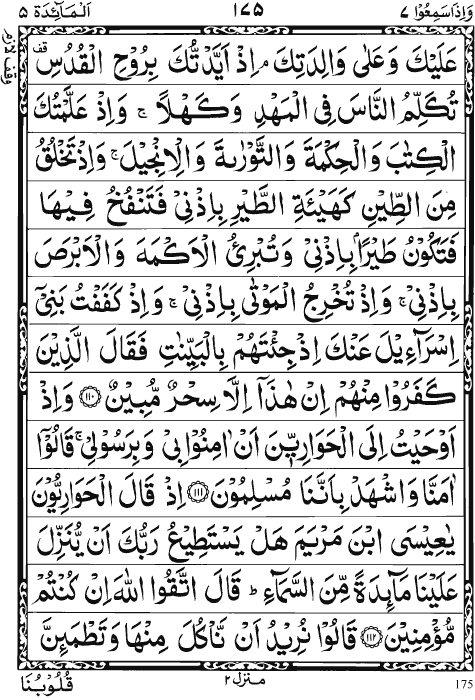 وَاِذَا سَمِعُوْا ٧ ١٧٥ اَلْمَآئِدَة ٥
وقف لازم
عَلَيْكَ وَعَلٰى وَالِدَتِكَ ۘ اِذْ اَيَّدْتُّكَ بِرُوْحِ الْقُدُسِ قف
تُكَلِّمُ النَّاسَ فِى الْمَهْدِ وَكَهْلًا ۚ وَاِذْ عَلَّمْتُكَ
الْكِتٰبَ وَالْحِكْمَةَ وَالتَّوْرٰىةَ وَالْاِنْجِيْلَ ۚ وَاِذْ تَخْلُقُ
مِنَ الطِّيْنِ كَهَيْئَةِ الطَّيْرِ بِاِذْنِىْ فَتَنْفُخُ فِيْهَا
فَتَكُوْنُ طَيْرًۢا بِاِذْنِىْ وَتُبْرِئُ الْاَكْمَهَ وَالْاَبْرَصَ
بِاِذْنِىْ ۚ وَاِذْ تُخْرِجُ الْمَوْتٰى بِاِذْنِىْ ۚ وَاِذْ كَفَفْتُ بَنِىْٓ
اِسْرَآءِيْلَ عَنْكَ اِذْ جِئْتَهُمْ بِالْبَيِّنٰتِ فَقَالَ الَّذِيْنَ
كَفَرُوْا مِنْهُمْ اِنْ هٰذَآ اِلَّا سِحْرٌ مُّبِيْنٌ ﴿١١٠﴾ وَاِذْ
اَوْحَيْتُ اِلَى الْحَوَارِيّٖنَ اَنْ اٰمِنُوْا بِىْ وَبِرَسُوْلِىْ ۚ قَالُوْٓا
اٰمَنَّا وَاشْهَدْ بِاَنَّنَا مُسْلِمُوْنَ ﴿١١١﴾ اِذْ قَالَ الْحَوَارِيُّوْنَ
يٰعِيْسَى ابْنَ مَرْيَمَ هَلْ يَسْتَطِيْعُ رَبُّكَ اَنْ يُّنَزِّلَ
عَلَيْنَا مَآئِدَةً مِّنَ السَّمَآءِ ؕ قَالَ اتَّقُوا اللّٰهَ اِنْ كُنْتُمْ
مُّؤْمِنِيْنَ ﴿١١٢﴾ قَالُوْا نُرِيْدُ اَنْ نَّاْكُلَ مِنْهَا وَتَطْمَئِنَّ
قُلُوْبُنَا منزل ٢ 175